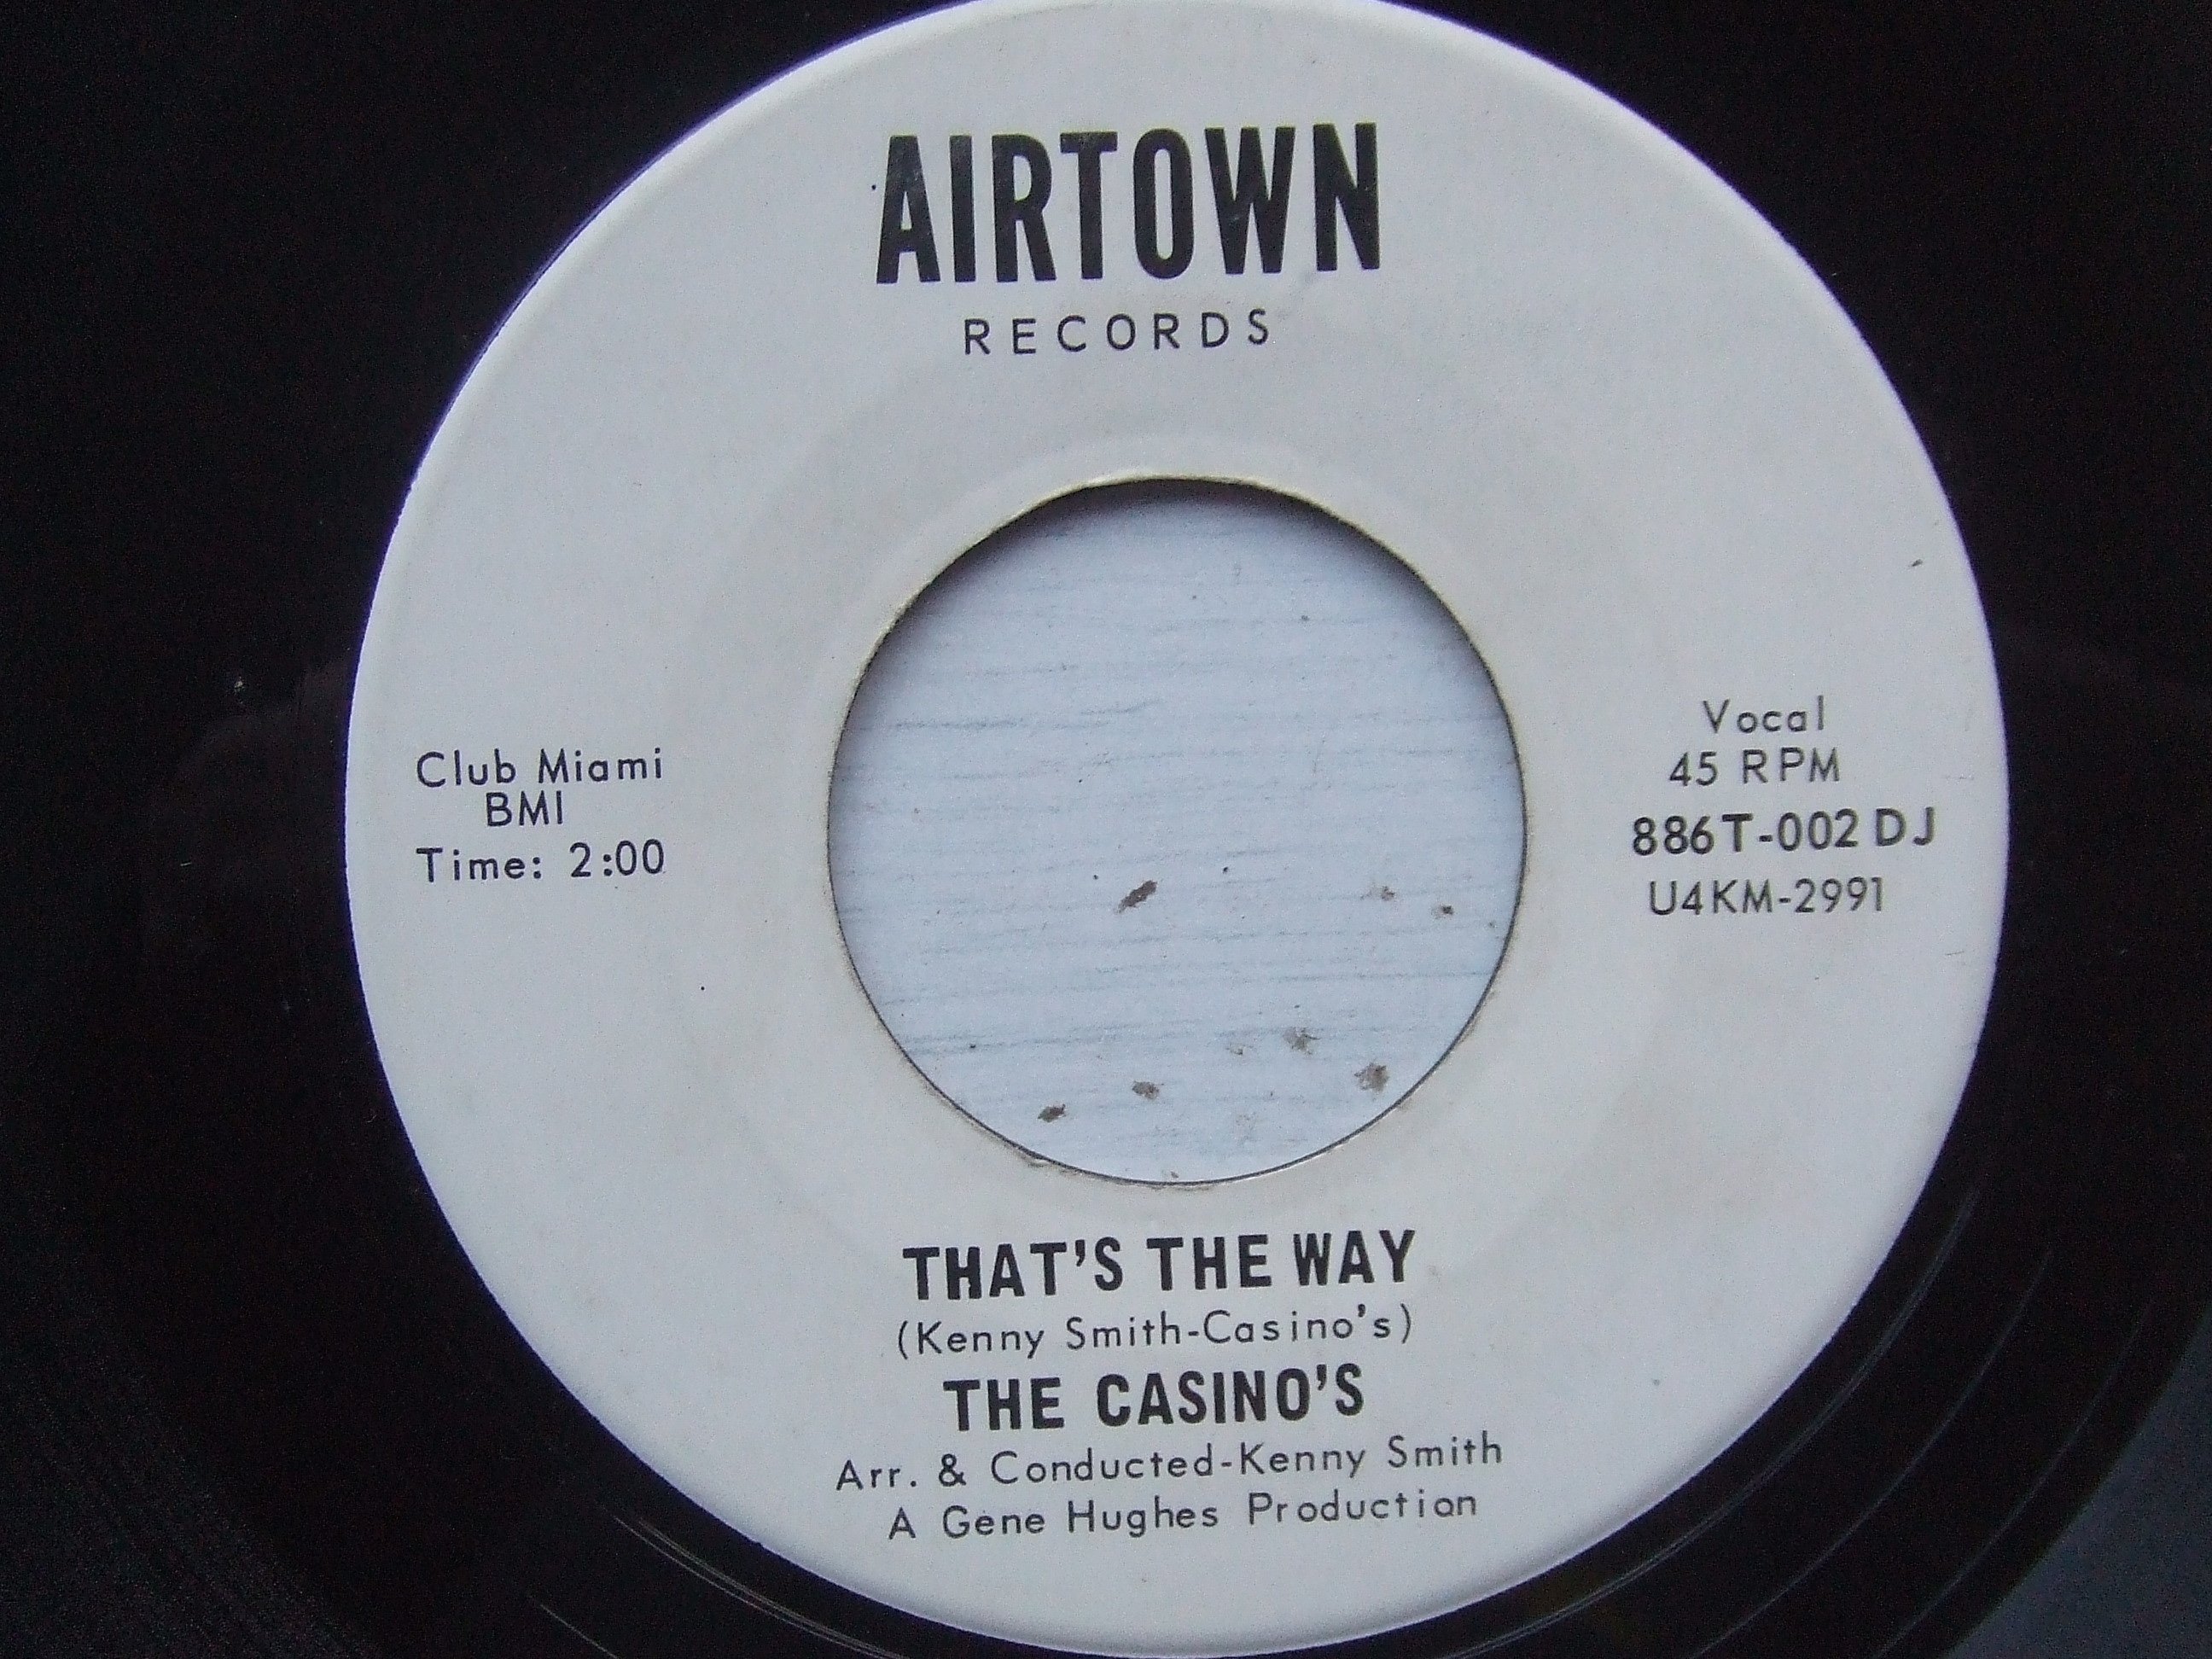 AIRTOWN
RECORDS
Club Miami
BMI
Time: 2:00
Vocal
45 RPM
886T-002 DJ
U4KM-2991
THAT'S THE WAY
(Kenny Smith-Casino's)
THE CASINO'S
Arr. & Conducted-Kenny Smith
A Gene Hughes Production